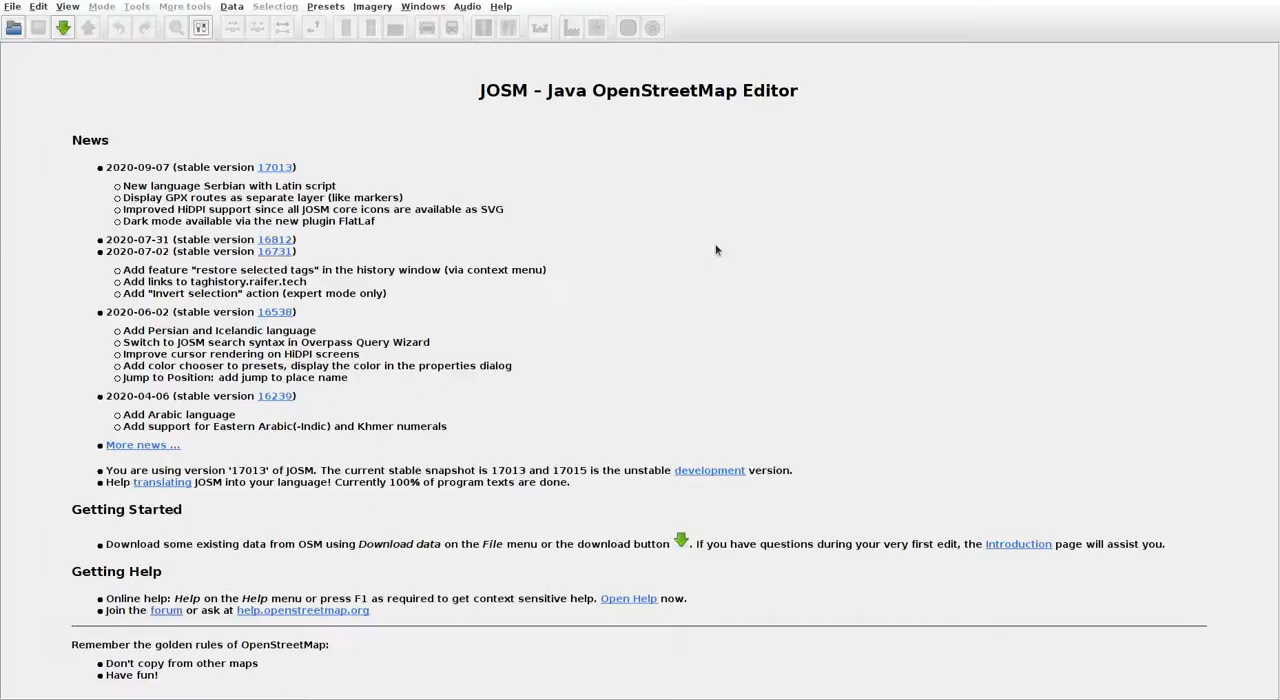 File Edit View Mode Tools More tools Data Selection Presets Imagery Windows Audio Help
JOSM – Java OpenStreetMap Editor
News
2020-09-07 (stable version 17013)
New language Serbian with Latin script
Display GPX routes as separate layer (like markers)
Improved HiDPI support since all JOSM core icons are available as SVG
Dark mode available via the new plugin FlatLaf
2020-07-31 (stable version 16812)
2020-07-02 (stable version 16731)
Add feature "restore selected tags" in the history window (via context menu)
Add links to taghistory.raifer.tech
Add "Invert selection" action (expert mode only)
2020-06-02 (stable version 16538)
Add Persian and Icelandic language
Switch to JOSM search syntax in Overpass Query Wizard
Improve cursor rendering on HiDPI screens
Add color chooser to presets, display the color in the properties dialog
Jump to Position: add jump to place name
2020-04-06 (stable version 16239)
Add Arabic language
Add support for Eastern Arabic(-Indic) and Khmer numerals
More news ...
You are using version '17013' of JOSM. The current stable snapshot is 17013 and 17015 is the unstable development version.
Help translating JOSM into your language! Currently 100% of program texts are done.
Getting Started
Download some existing data from OSM using Download data on the File menu or the download button . If you have questions during your very first edit, the Introduction page will assist you.
Getting Help
Online help: Help on the Help menu or press F1 as required to get context sensitive help. Open Help now.
Join the forum or ask at help.openstreetmap.org
Remember the golden rules of OpenStreetMap:
Don't copy from other maps
Have fun!